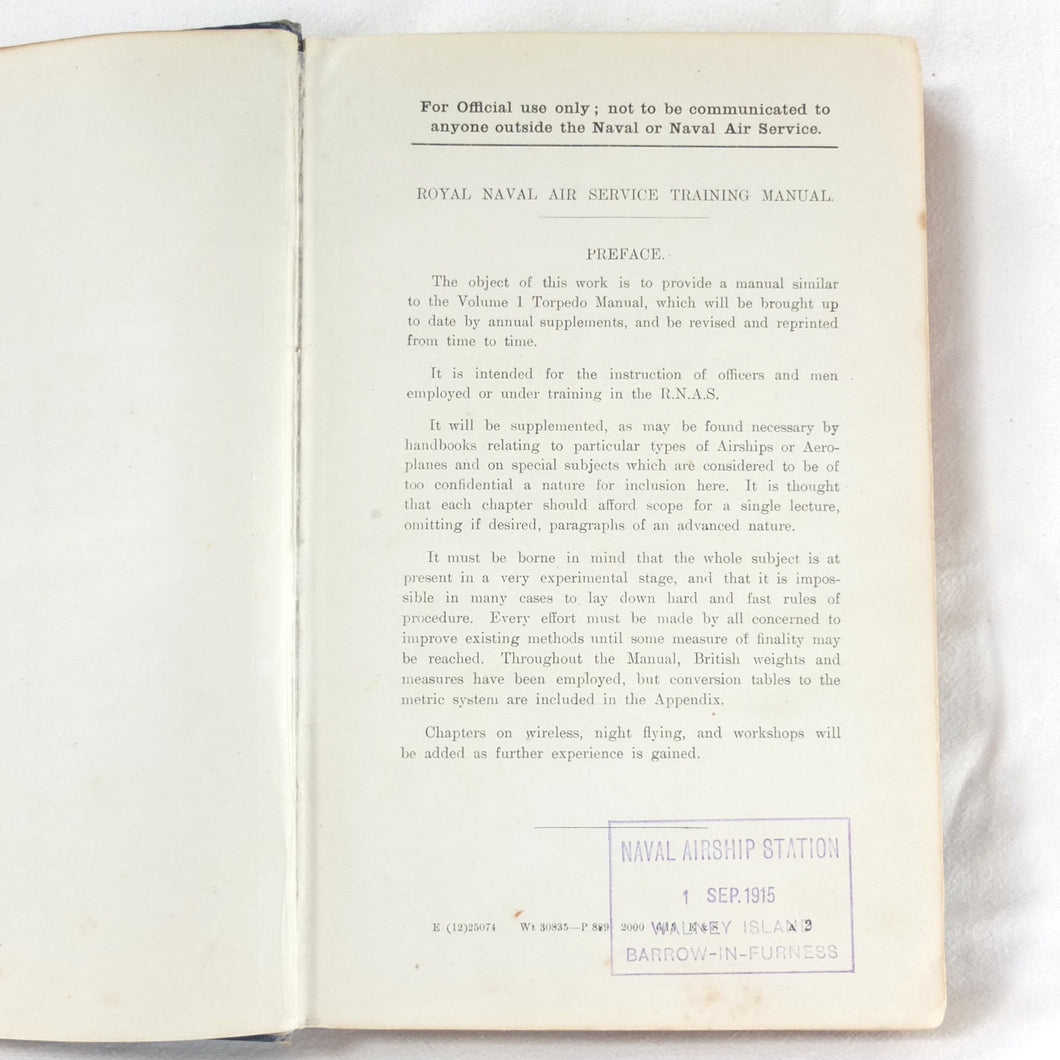 For Official use only; not to be communicated to
anyone outside the Naval or Naval Air Service.
ROYAL NAVAL AIR SERVICE TRAINING MANUAL.
PREFACE.
The object of this work is to provide a manual similar
to the Volume 1 Torpedo Manual, which will be brought up
to date by annual supplements, and be revised and reprinted
from time to time.
It is intended for the instruction of officers and men
employed or under training in the R.N.A.S.
It will be supplemented, as may be found necessary by
handbooks relating to particular types of Airships or Aero-
planes and on special subjects which are considered to be of
too confidential a nature for inclusion here. It is thought
that each chapter should afford scope for a single lecture,
omitting if desired, paragraphs of an advanced nature.
It must be borne in mind that the whole subject is at
present in a very experimental stage, and that it is impos-
sible in many cases to lay down hard and fast rules of
procedure. Every effort must be made by all concerned to
improve existing methods until some measure of finality may
be reached. Throughout the Manual, British weights and
measures have been employed, but conversion tables to the
metric system are included in the Appendix.
Chapters on wireless, night flying, and workshops will
be added as further experience is gained.
NAVAL AIRSHIP STATION
1 SEP. 1915
WALNEY ISLAND
BARROW-IN-FURNESS
E (12)25074 Wt 30835—P 2000 E & S A 2